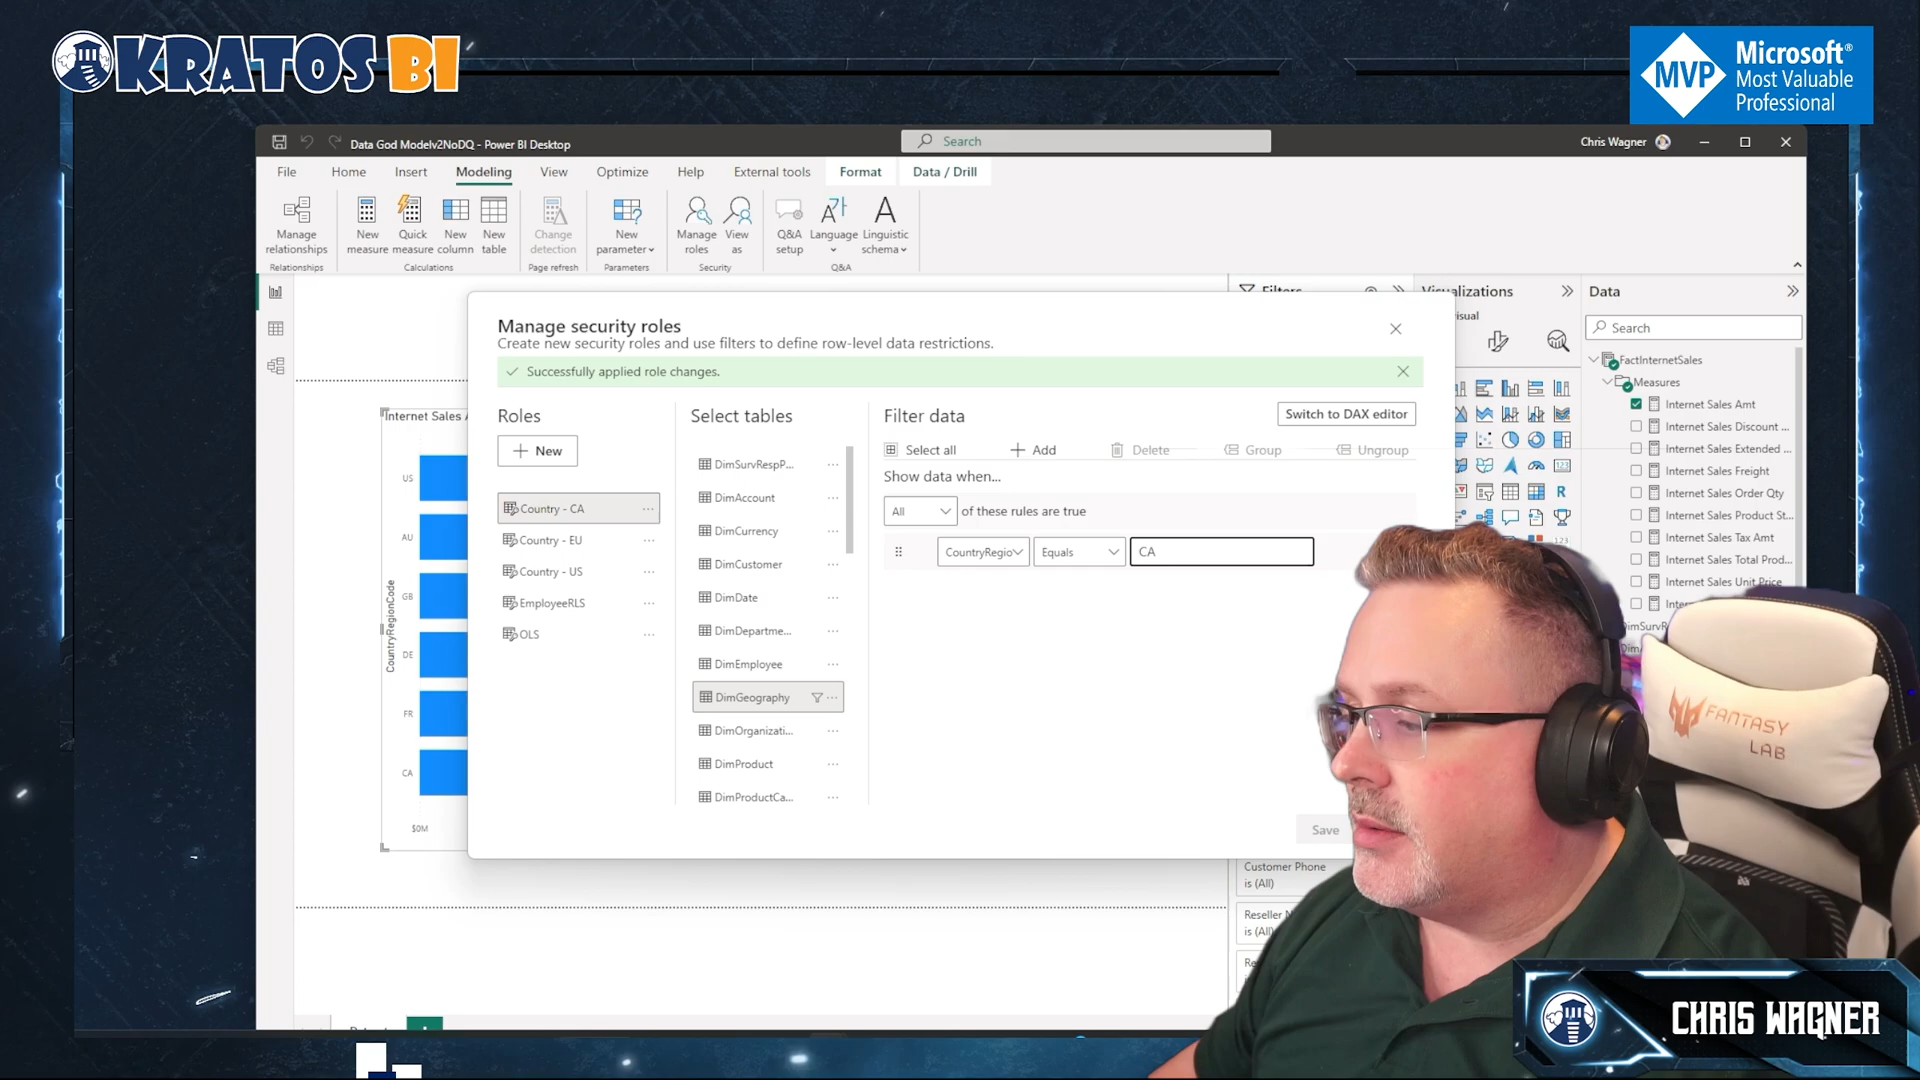 KRATOS BI
MVP
Microsoft®
Most Valuable
Professional
Data God Modelv2NoDQ - Power BI Desktop
Search
Chris Wagner
File
Home
Insert
Modeling
View
Optimize
Help
External tools
Format
Data / Drill
Manage relationships
New measure
Quick measure
New column
New table
Change detection
New parameter
Manage roles
View as
Q&A setup
Language
Linguistic schema
Relationships
Calculations
Page refresh
Parameters
Security
Q&A
Filters
Visualizations
Data
Search
FactInternetSales
Measures
Internet Sales Amt
Internet Sales Discount ...
Internet Sales Extended ...
Internet Sales Freight
Internet Sales Order Qty
Internet Sales Product St...
Internet Sales Tax Amt
Internet Sales Total Prod...
Internet Sales Unit Price
Manage security roles
Create new security roles and use filters to define row-level data restrictions.
Successfully applied role changes.
Roles
New
Country - CA
Country - EU
Country - US
EmployeeRLS
OLS
Select tables
DimSurvRespP...
DimAccount
DimCurrency
DimCustomer
DimDate
DimDepartme...
DimEmployee
DimGeography
DimOrganizati...
DimProduct
DimProductCa...
Filter data
Switch to DAX editor
Select all
Add
Delete
Group
Ungroup
Show data when...
All
of these rules are true
CountryRegio
Equals
CA
Save
Internet Sales
CountryRegionCode
US
AU
GB
DE
FR
CA
$0M
Customer Phone
is (All)
Reseller
is (All)
FANTASY
LAB
CHRIS WAGNER